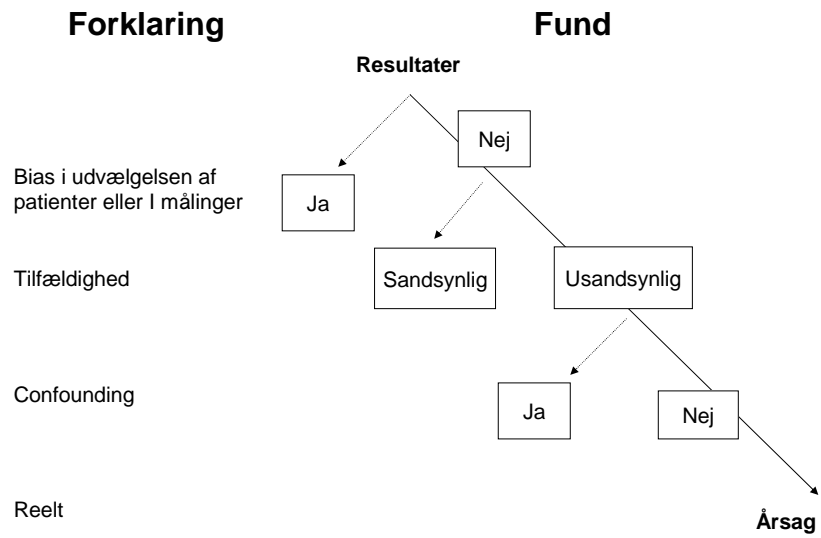 Forklaring
Fund
Resultater
Nej
Bias i udvælgelsen af
patienter eller I målinger
Ja
Tilfældighed
Sandsynlig
Usandsynlig
Confounding
Ja
Nej
Reelt
Årsag